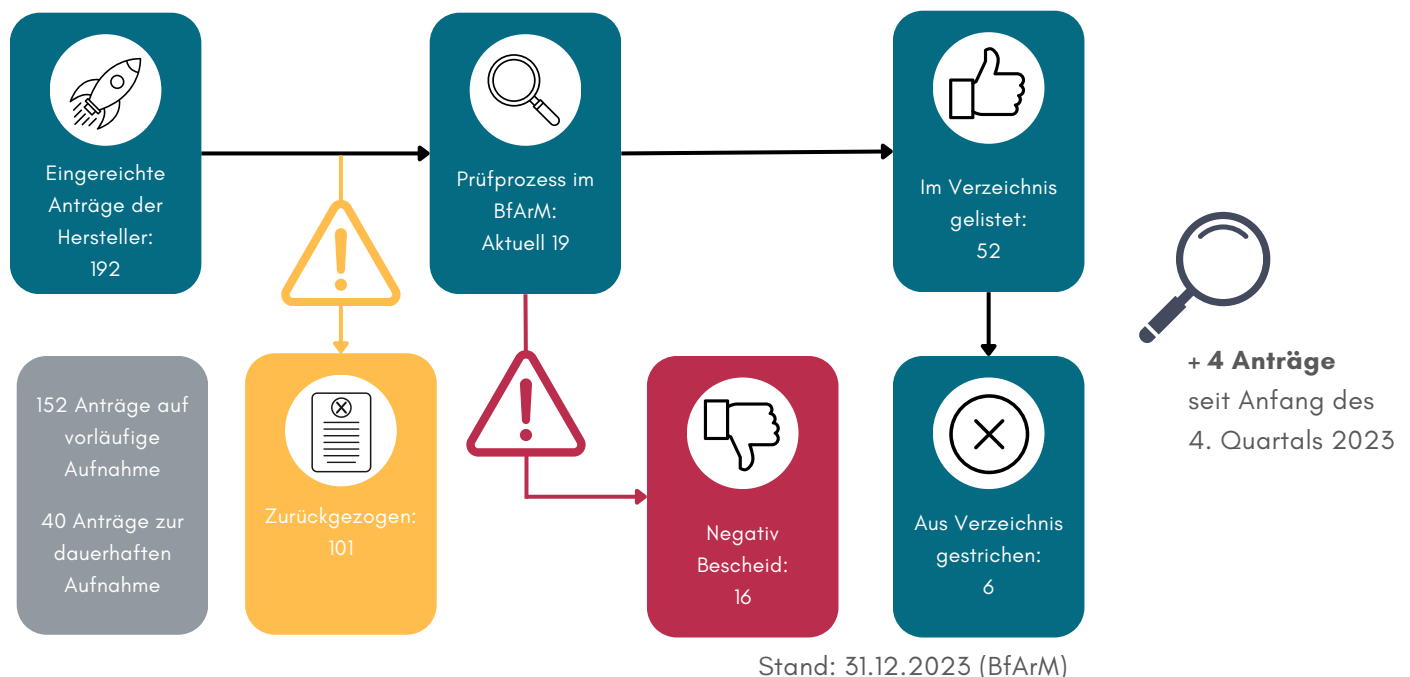 Eingereichte
Anträge der
Hersteller:
192
Prüfprozess im
BfArM:
Aktuell 19
Im Verzeichnis
gelistet:
52
152 Anträge auf
vorläufige
Aufnahme
40 Anträge zur
dauerhaften
Aufnahme
Zurückgezogen:
101
Negativ
Bescheid:
16
Aus Verzeichnis
gestrichen:
6
+ 4 Anträge
seit Anfang des
4. Quartals 2023
Stand: 31.12.2023 (BfArM)